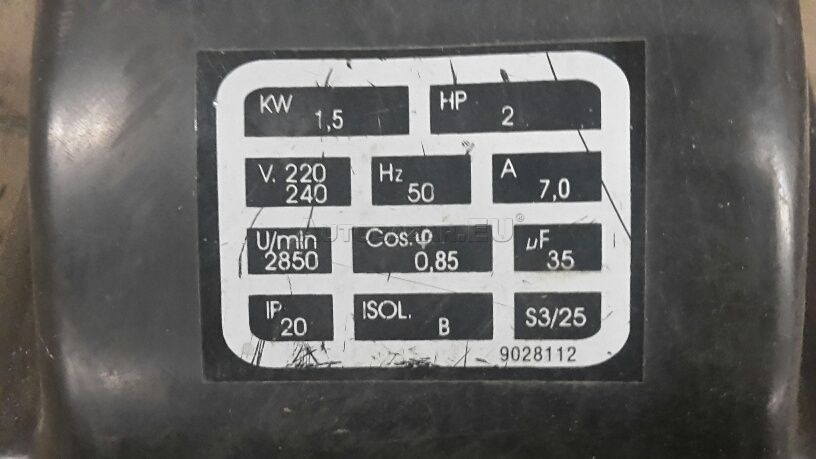 KW 1,5 HP 2
V. 220 Hz 50 A 7,0
240
U/min 2850 Cos.φ 0,85 µF 35
IP 20 ISOL. B S3/25
9028112